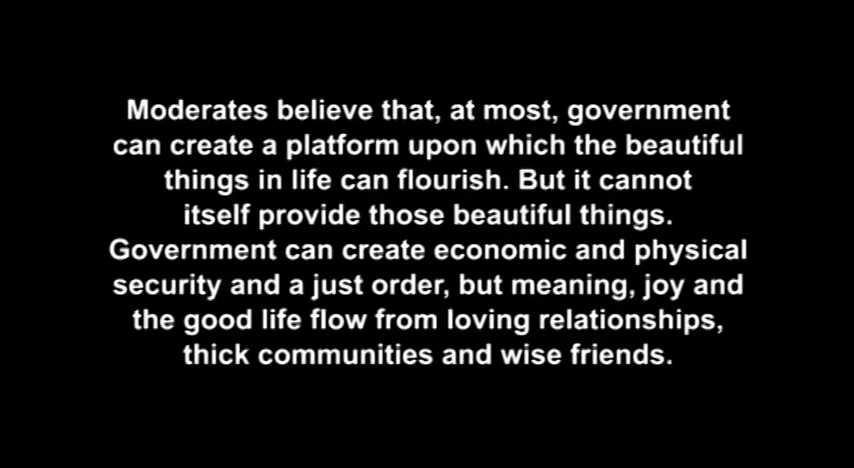 Moderates believe that, at most, government
can create a platform upon which the beautiful
things in life can flourish. But it cannot
itself provide those beautiful things.
Government can create economic and physical
security and a just order, but meaning, joy and
the good life flow from loving relationships,
thick communities and wise friends.